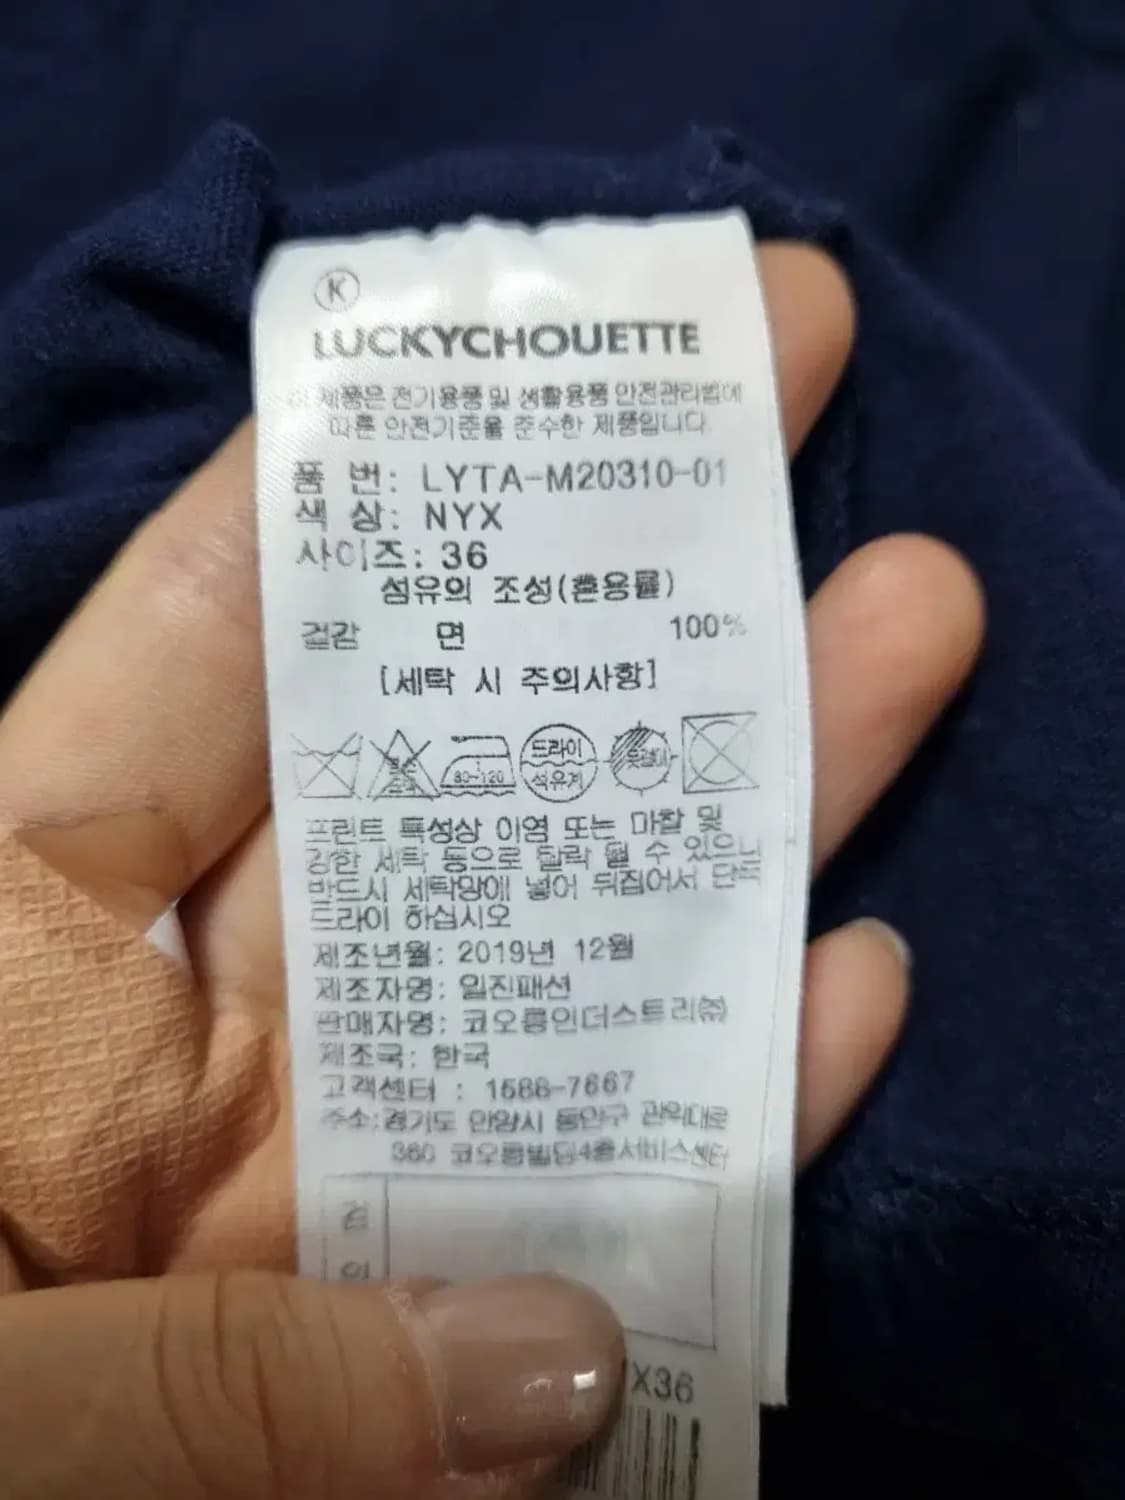 K
LUCKYCHOUETTE
이 제품은 전기용품 및 생활용품 안전관리법에
따른 안전기준을 준수한 제품입니다
품 번: LYTA-M20310-01
색 상: NYX
사이즈: 36
섬유의 조성(혼용률)
겉감 면 100%
[세탁 시 주의사항]
80~120
드라이
석유계
옷걸이
프린트 특성상 이염 또는 마찰 및
강한 세탁 등으로 탈락 될 수 있으니
반드시 세탁망에 넣어 뒤집어서 단독
드라이 하십시오
제조년월: 2019년 12월
제조자명: 일진패션
판매자명: 코오롱인더스트리㈜
제조국: 한국
고객센터 : 1588-7667
주소:경기도 안양시 동안구 관악대로
360 코오롱빌딩4층서비스센터
검
X36